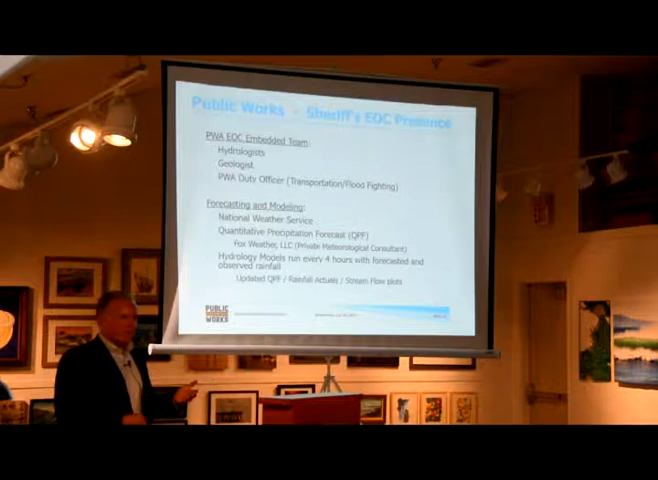 Public Works - Sheriff's EOC Presence
PWA EOC Embedded Team:
Hydrologists
Geologist
PWA Duty Officer (Transportation/Flood Fighting)
Forecasting and Modeling:
National Weather Service
Quantitative Precipitation Forecast (QPF)
Fox Weather, LLC (Private Meteorological Consultant)
Hydrology Models run every 4 hours with forecasted and
observed rainfall
Updated QPF / Rainfall Actuals / Stream Flow plots
PUBLIC
WORKS